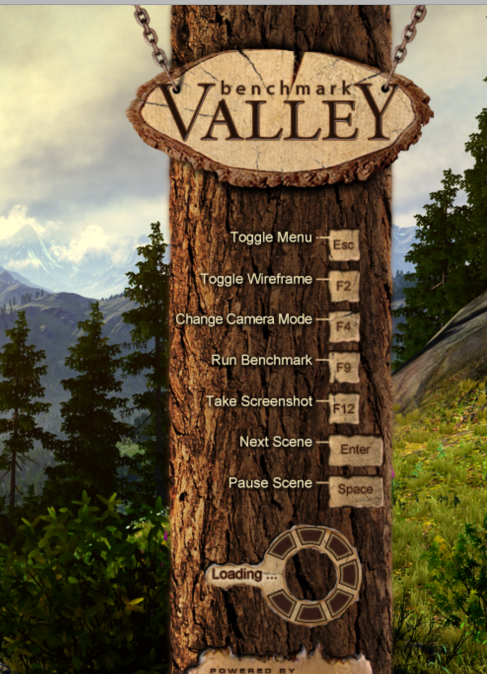 benchmark
VALLEY
Toggle Menu Esc
Toggle Wireframe F2
Change Camera Mode F4
Run Benchmark F9
Take Screenshot F12
Next Scene Enter
Pause Scene Space
Loading ...
POWERED BY